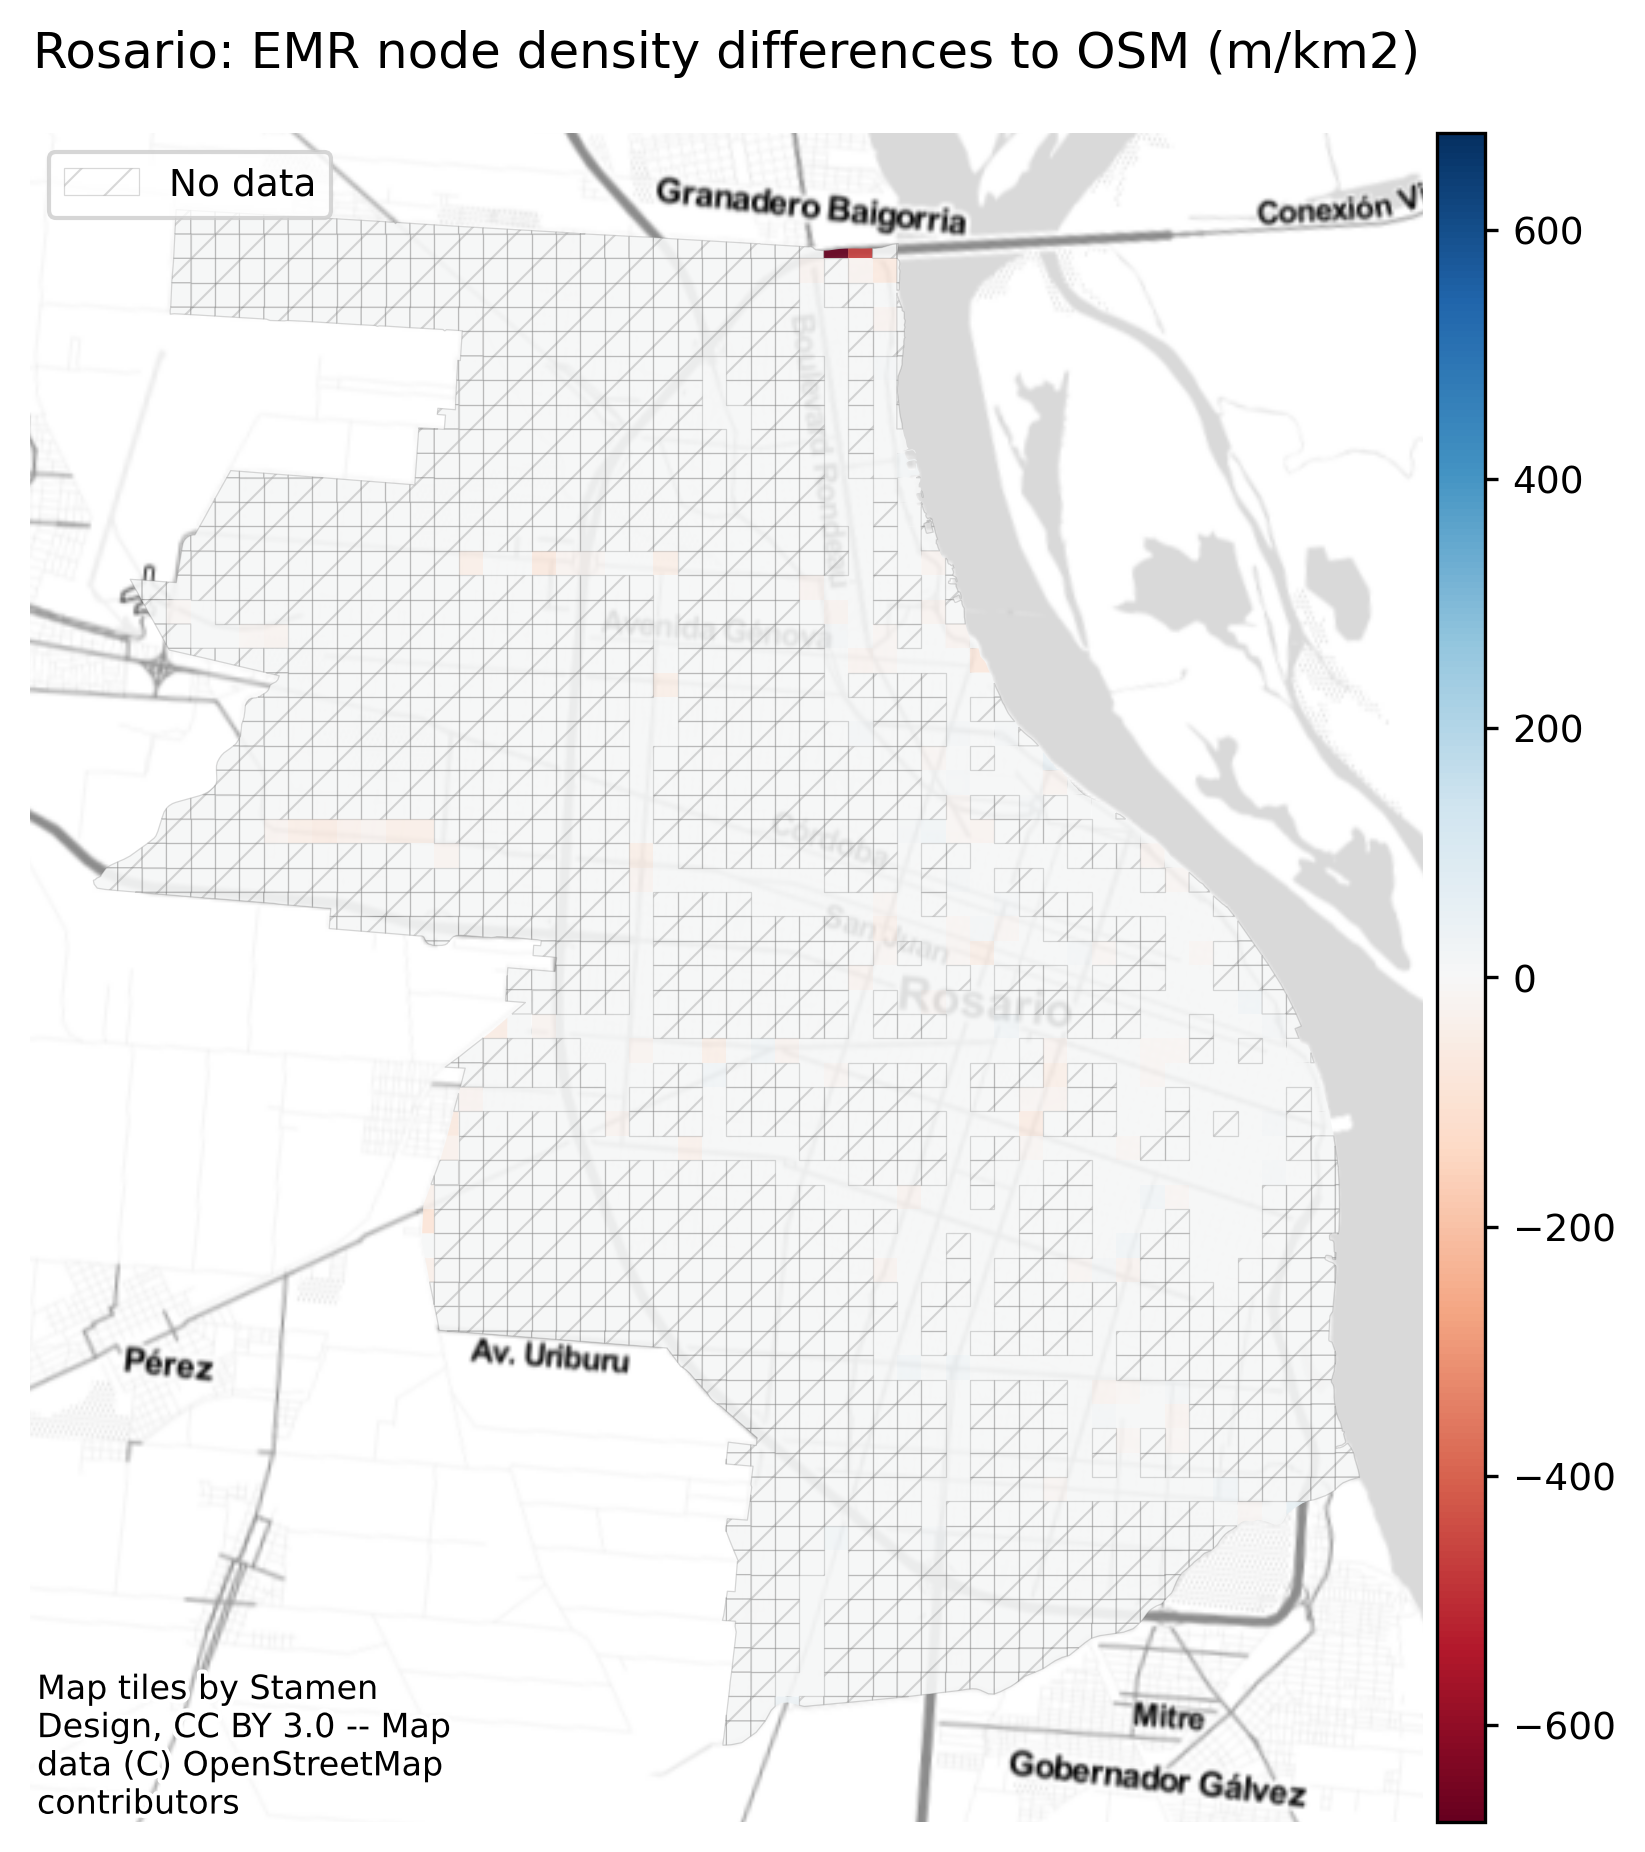 Rosario: EMR node density differences to OSM (m/km2)
No data
Granadero Baigorria
Conexión Vi
Boulevard Rondeau
Avenida Génova
Córdoba
San Juan
Rosario
Pérez
Av. Uriburu
Mitre
Gobernador Gálvez
Map tiles by Stamen
Design, CC BY 3.0 -- Map
data (C) OpenStreetMap
contributors
600
400
200
0
−200
−400
−600